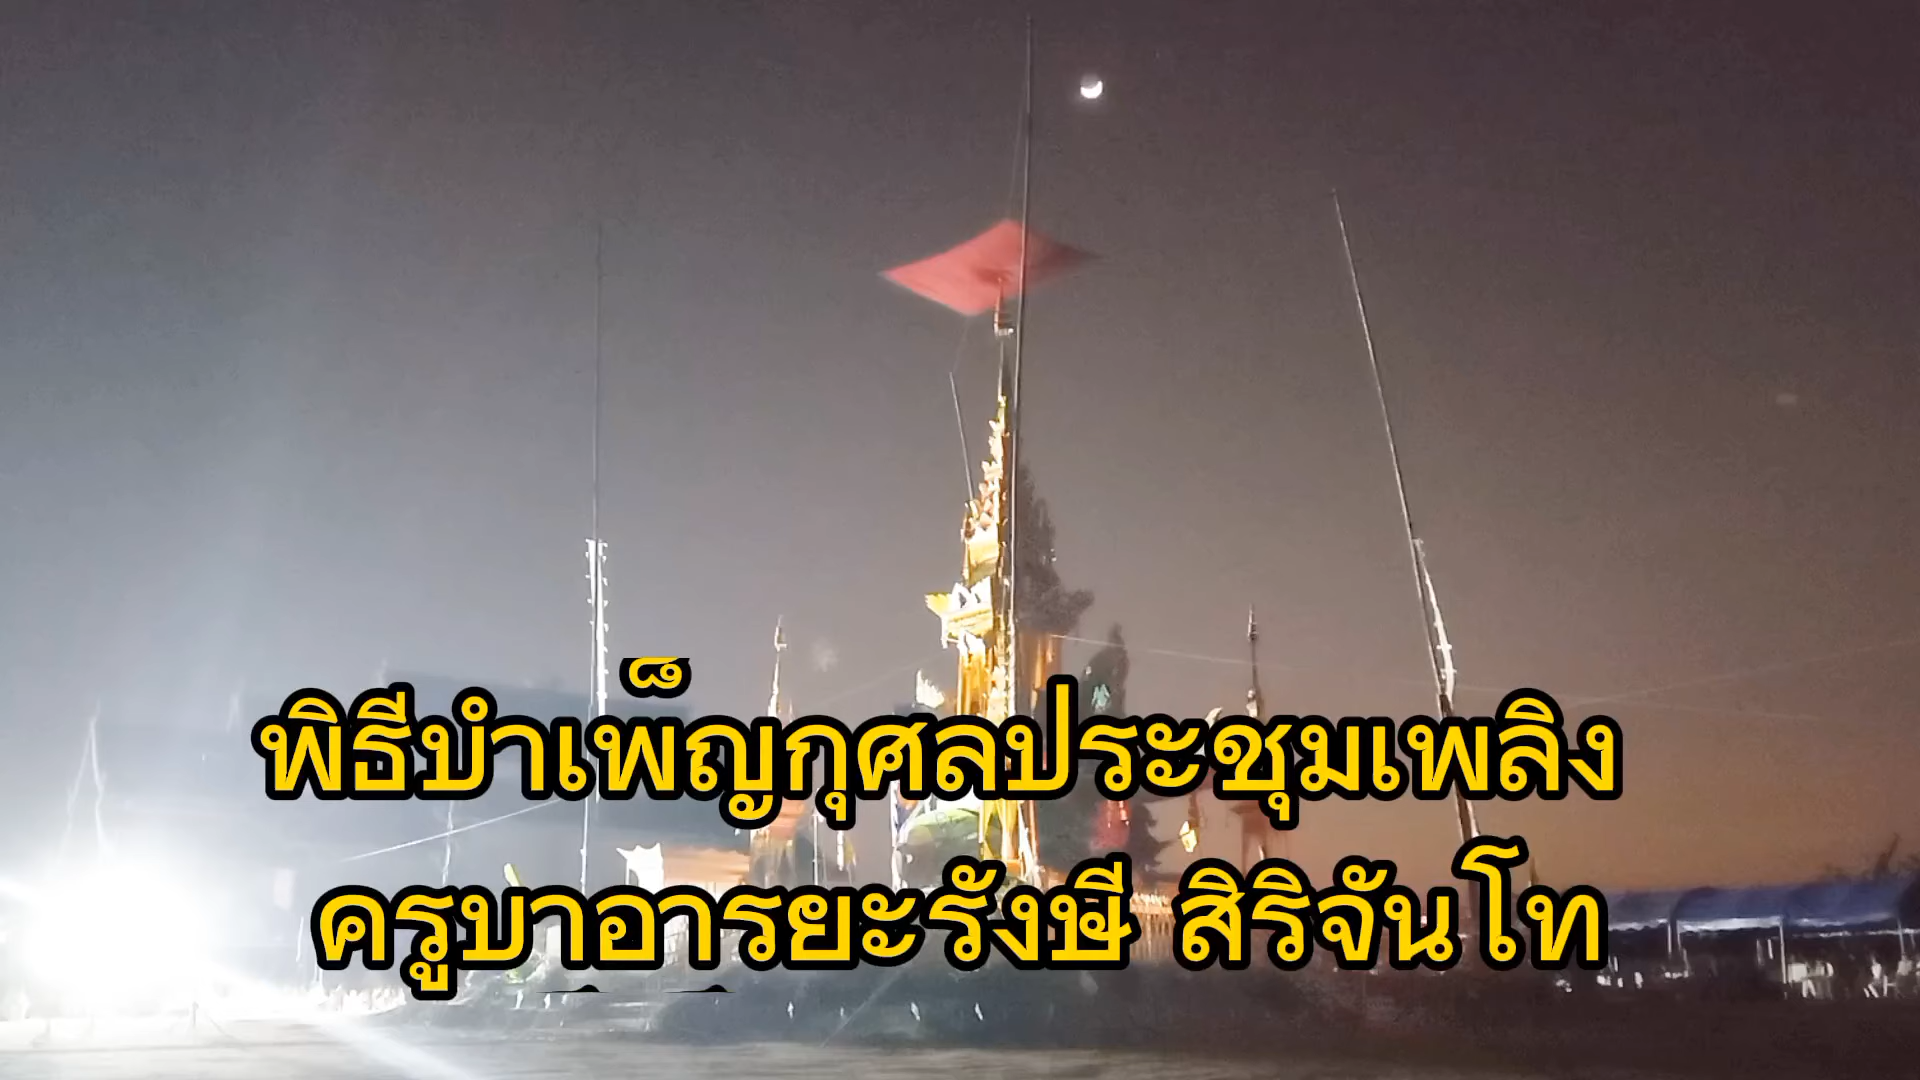 พิธีบำเพ็ญกุศลประชุมเพลิง
ครูบาอารยะรังษี สิริจันโท